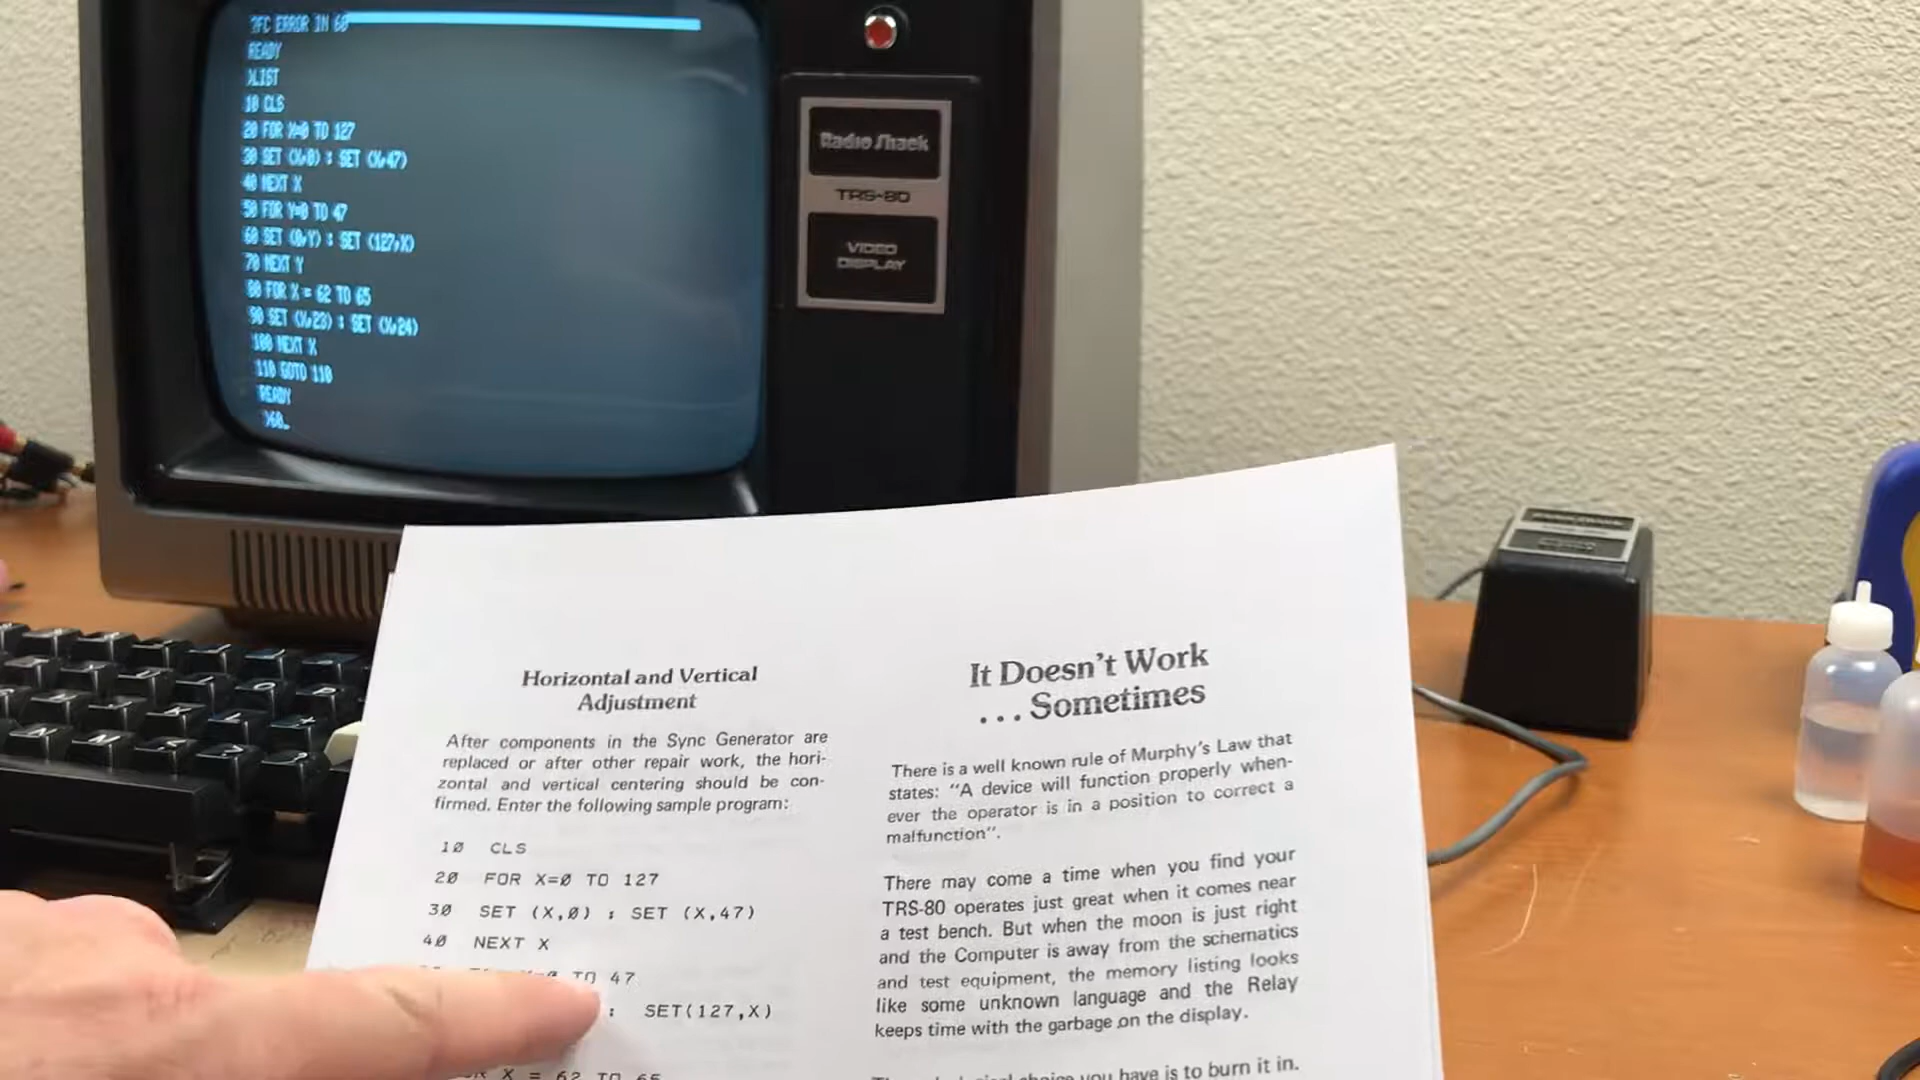 ?FC ERROR IN 60
READY
>LIST
10 CLS
20 FOR X=0 TO 127
30 SET (X,0) : SET (X,47)
40 NEXT X
50 FOR Y=0 TO 47
60 SET (0,Y) : SET (127,X)
70 NEXT Y
80 FOR X = 62 TO 65
90 SET (X,23) : SET (X,24)
100 NEXT X
110 GOTO 110
READY
>60_
Radio Shack
TRS-80
VIDEO
DISPLAY
Horizontal and Vertical
Adjustment
After components in the Sync Generator are
replaced or after other repair work, the hori-
zontal and vertical centering should be con-
firmed. Enter the following sample program:
10 CLS
20 FOR X=0 TO 127
30 SET (X,0) : SET (X,47)
40 NEXT X
TO 47
: SET(127,X)
X = 62 TO 65
It Doesn't Work
. . . Sometimes
There is a well known rule of Murphy's Law that
states: "A device will function properly when-
ever the operator is in a position to correct a
malfunction".
There may come a time when you find your
TRS-80 operates just great when it comes near
a test bench. But when the moon is just right
and the Computer is away from the schematics
and test equipment, the memory listing looks
like some unknown language and the Relay
keeps time with the garbage on the display.
choice you have is to burn it in.